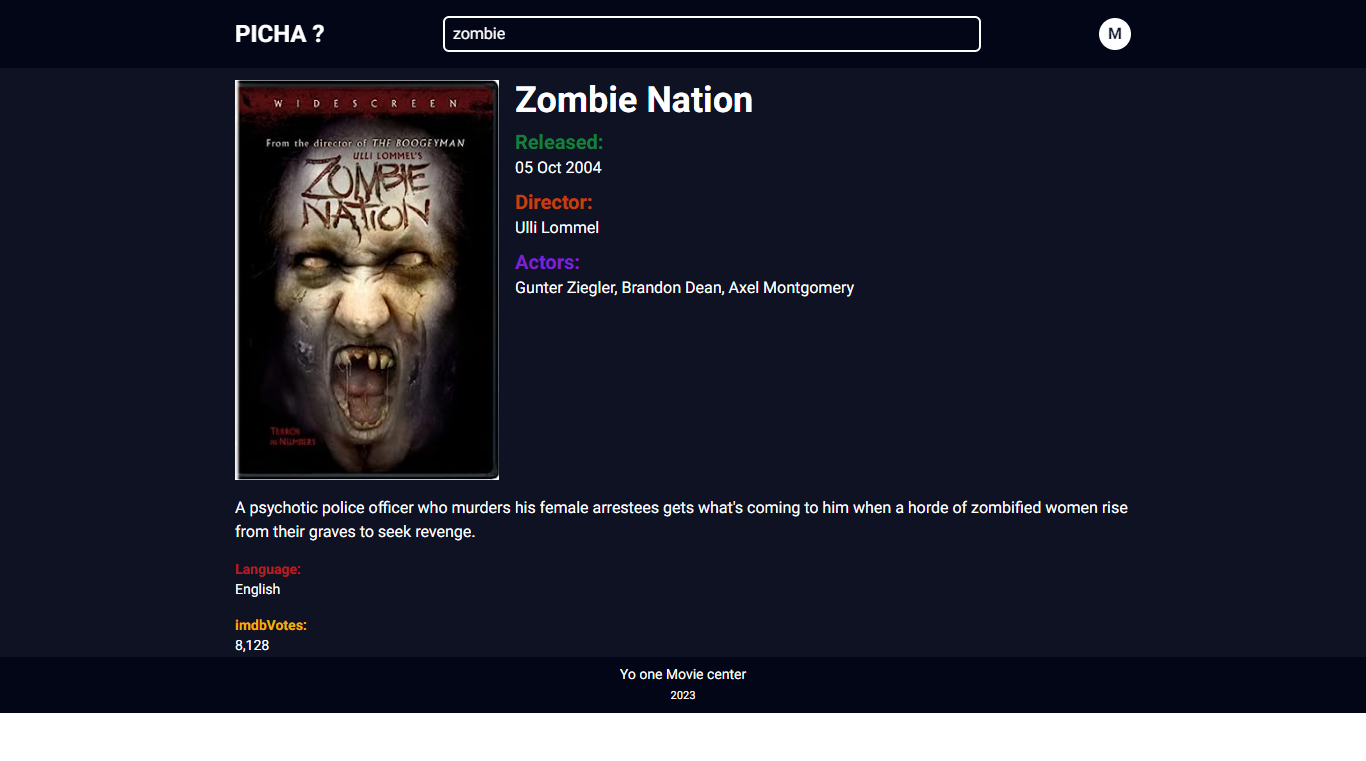 PICHA ?
zombie
M
WIDESCREEN
From the director of THE BOOGEYMAN
ULLI LOMMEL'S
ZOMBIE
NATION
TERROR
IN NUMBERS
Zombie Nation
Released:
05 Oct 2004
Director:
Ulli Lommel
Actors:
Gunter Ziegler, Brandon Dean, Axel Montgomery
A psychotic police officer who murders his female arrestees gets what's coming to him when a horde of zombified women rise
from their graves to seek revenge.
Language:
English
imdbVotes:
8,128
Yo one Movie center
2023